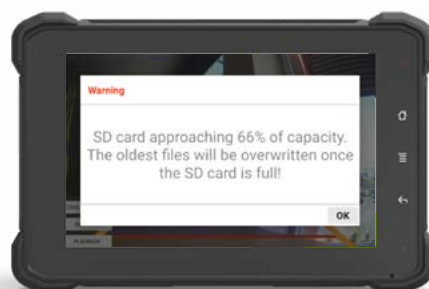 Warning
SD card approaching 66% of capacity.
The oldest files will be overwritten once
the SD card is full!
OK
PLAYBACK